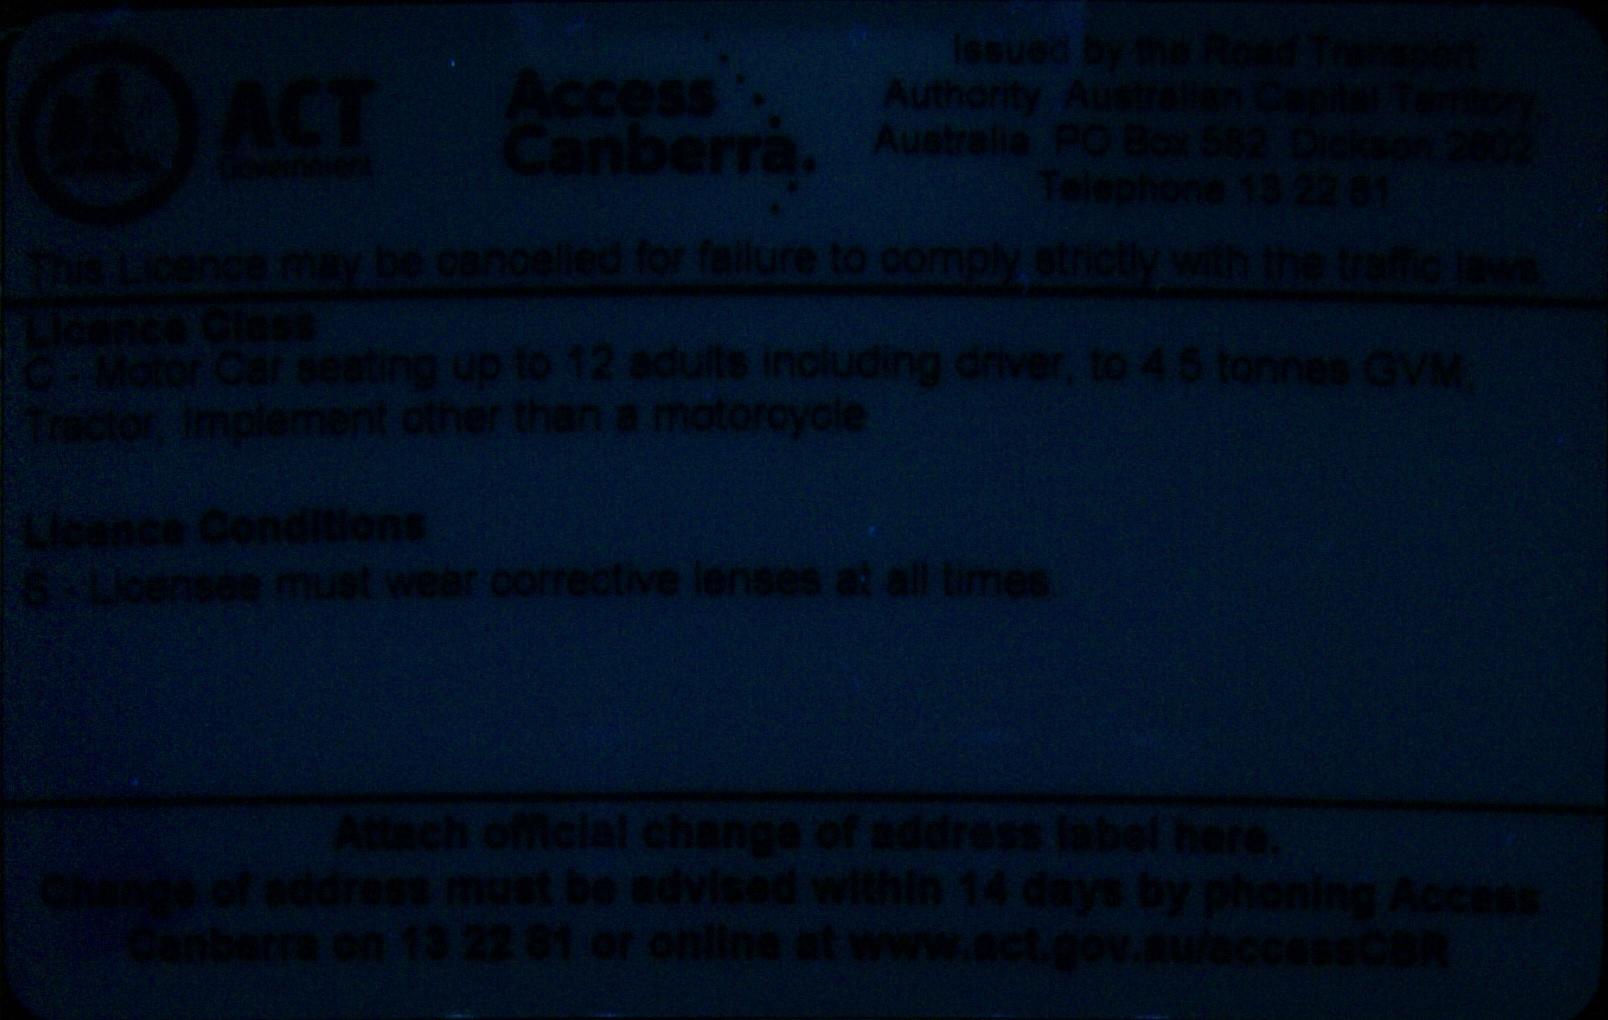 ACT
Government
Access
Canberra.
Issued by the Road Transport
Authority Australian Capital Territory,
Australia PO Box 582 Dickson 2602
Telephone 13 22 81
This Licence may be cancelled for failure to comply strictly with the traffic laws.
Licence Class
C - Motor Car seating up to 12 adults including driver, to 4.5 tonnes GVM,
Tractor, Implement other than a motorcycle
Licence Conditions
S - Licensee must wear corrective lenses at all times.
Attach official change of address label here.
Change of address must be advised within 14 days by phoning Access
Canberra on 13 22 81 or online at www.act.gov.au/accessCBR